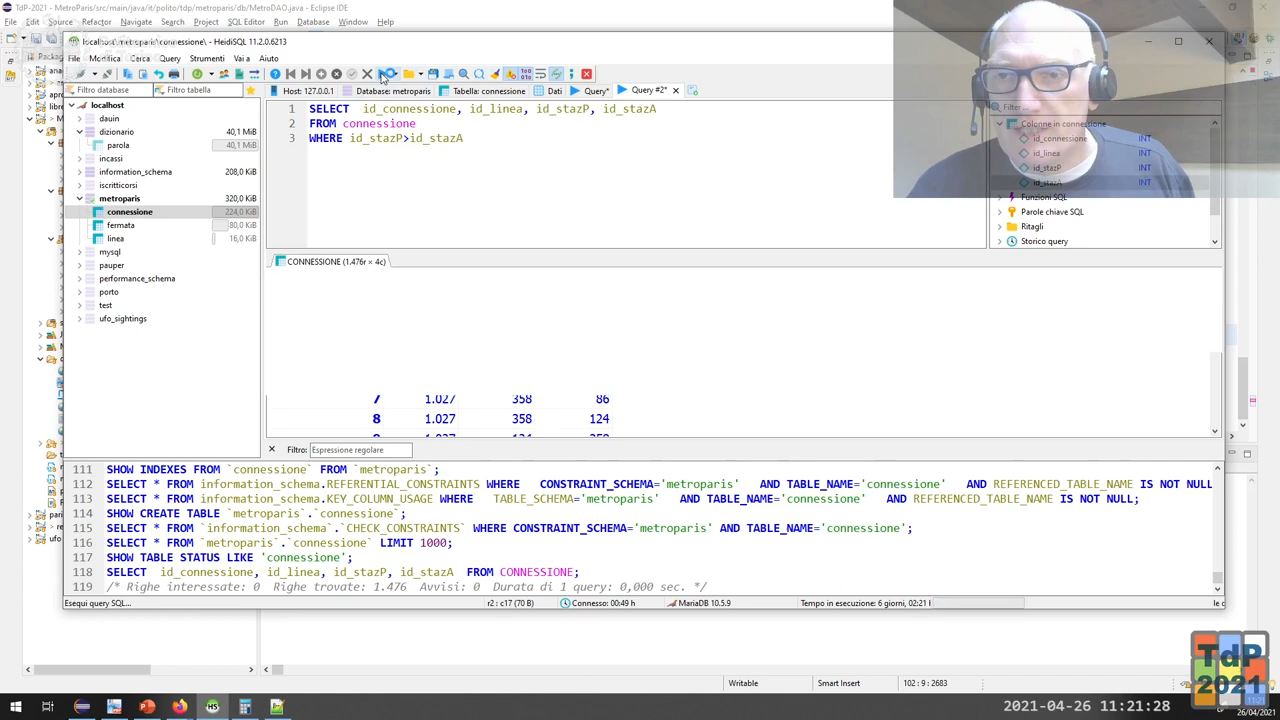 TdP-2021 - MetroParis/src/main/java/it/polito/tdp/metroparis/db/MetroDAO.java - Eclipse IDE
File Edit Source Refactor Navigate Search Project SQL Editor Run Database Window Help
HeidiSQL 11.2.0.6213
File Modifica Cerca Query Strumenti Vai a Aiuto
Filtro database Filtro tabella
Host: 127.0.0.1 Database: metroparis Tabella: connessione Dati Query* Query #2*
localhost
dauin
dizionario 40,1 MiB
parola 40,1 MiB
incassi
information_schema 208,0 KiB
iscritticorsi
metroparis 320,0 KiB
connessione 224,0 KiB
fermata 80,0 KiB
linea 16,0 KiB
mysql
pauper
performance_schema
porto
test
ufo_sightings
1 SELECT id_connessione, id_linea, id_stazP, id_stazA
2 FROM connessione
3 WHERE id_stazP>id_stazA
Filter...
Colonne in connessione
id_connessione INT
id_linea INT
id_stazP INT
id_stazA INT
Funzioni SQL
Parole chiave SQL
Ritagli
Storico query
CONNESSIONE (1.476r × 4c)
7 1.027 358 86
8 1.027 358 124
Filtro: Espressione regolare
111 SHOW INDEXES FROM `connessione` FROM `metroparis`;
112 SELECT * FROM information_schema.REFERENTIAL_CONSTRAINTS WHERE CONSTRAINT_SCHEMA='metroparis' AND TABLE_NAME='connessione' AND REFERENCED_TABLE_NAME IS NOT NULL
113 SELECT * FROM information_schema.KEY_COLUMN_USAGE WHERE TABLE_SCHEMA='metroparis' AND TABLE_NAME='connessione' AND REFERENCED_TABLE_NAME IS NOT NULL;
114 SHOW CREATE TABLE `metroparis`.`connessione`;
115 SELECT * FROM `information_schema`.`CHECK_CONSTRAINTS` WHERE CONSTRAINT_SCHEMA='metroparis' AND TABLE_NAME='connessione';
116 SELECT * FROM `metroparis`.`connessione` LIMIT 1000;
117 SHOW TABLE STATUS LIKE 'connessione';
118 SELECT id_connessione, id_linea, id_stazP, id_stazA FROM CONNESSIONE;
119 /* Righe interessate: 0 Righe trovate: 1.476 Avvisi: 0 Durata di 1 query: 0,000 sec. */
Esequi query SQL... r2 : c17 (70 B) Connesso: 00:49 h MariaDB 10.5.9 Tempo in esecuzione: 6 giorni, 02:21 h
Writable Smart Insert 102 : 9 : 2683
TdP
2021
2021-04-26 11:21:28
26/04/2021